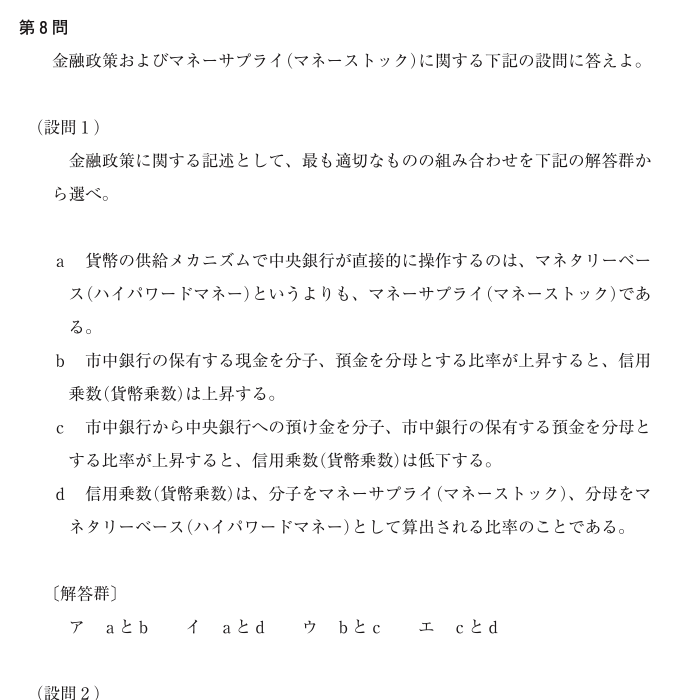 第8問
金融政策およびマネーサプライ(マネーストック)に関する下記の設問に答えよ。
(設問1)
金融政策に関する記述として、最も適切なものの組み合わせを下記の解答群か
ら選べ。
a 貨幣の供給メカニズムで中央銀行が直接的に操作するのは、マネタリーベー
ス(ハイパワードマネー)というよりも、マネーサプライ(マネーストック)であ
る。
b 市中銀行の保有する現金を分子、預金を分母とする比率が上昇すると、信用
乗数(貨幣乗数)は上昇する。
c 市中銀行から中央銀行への預け金を分子、市中銀行の保有する預金を分母と
する比率が上昇すると、信用乗数(貨幣乗数)は低下する。
d 信用乗数(貨幣乗数)は、分子をマネーサプライ(マネーストック)、分母をマ
ネタリーベース(ハイパワードマネー)として算出される比率のことである。
〔解答群〕
ア aとb イ aとd ウ bとc エ cとd
(設問2)